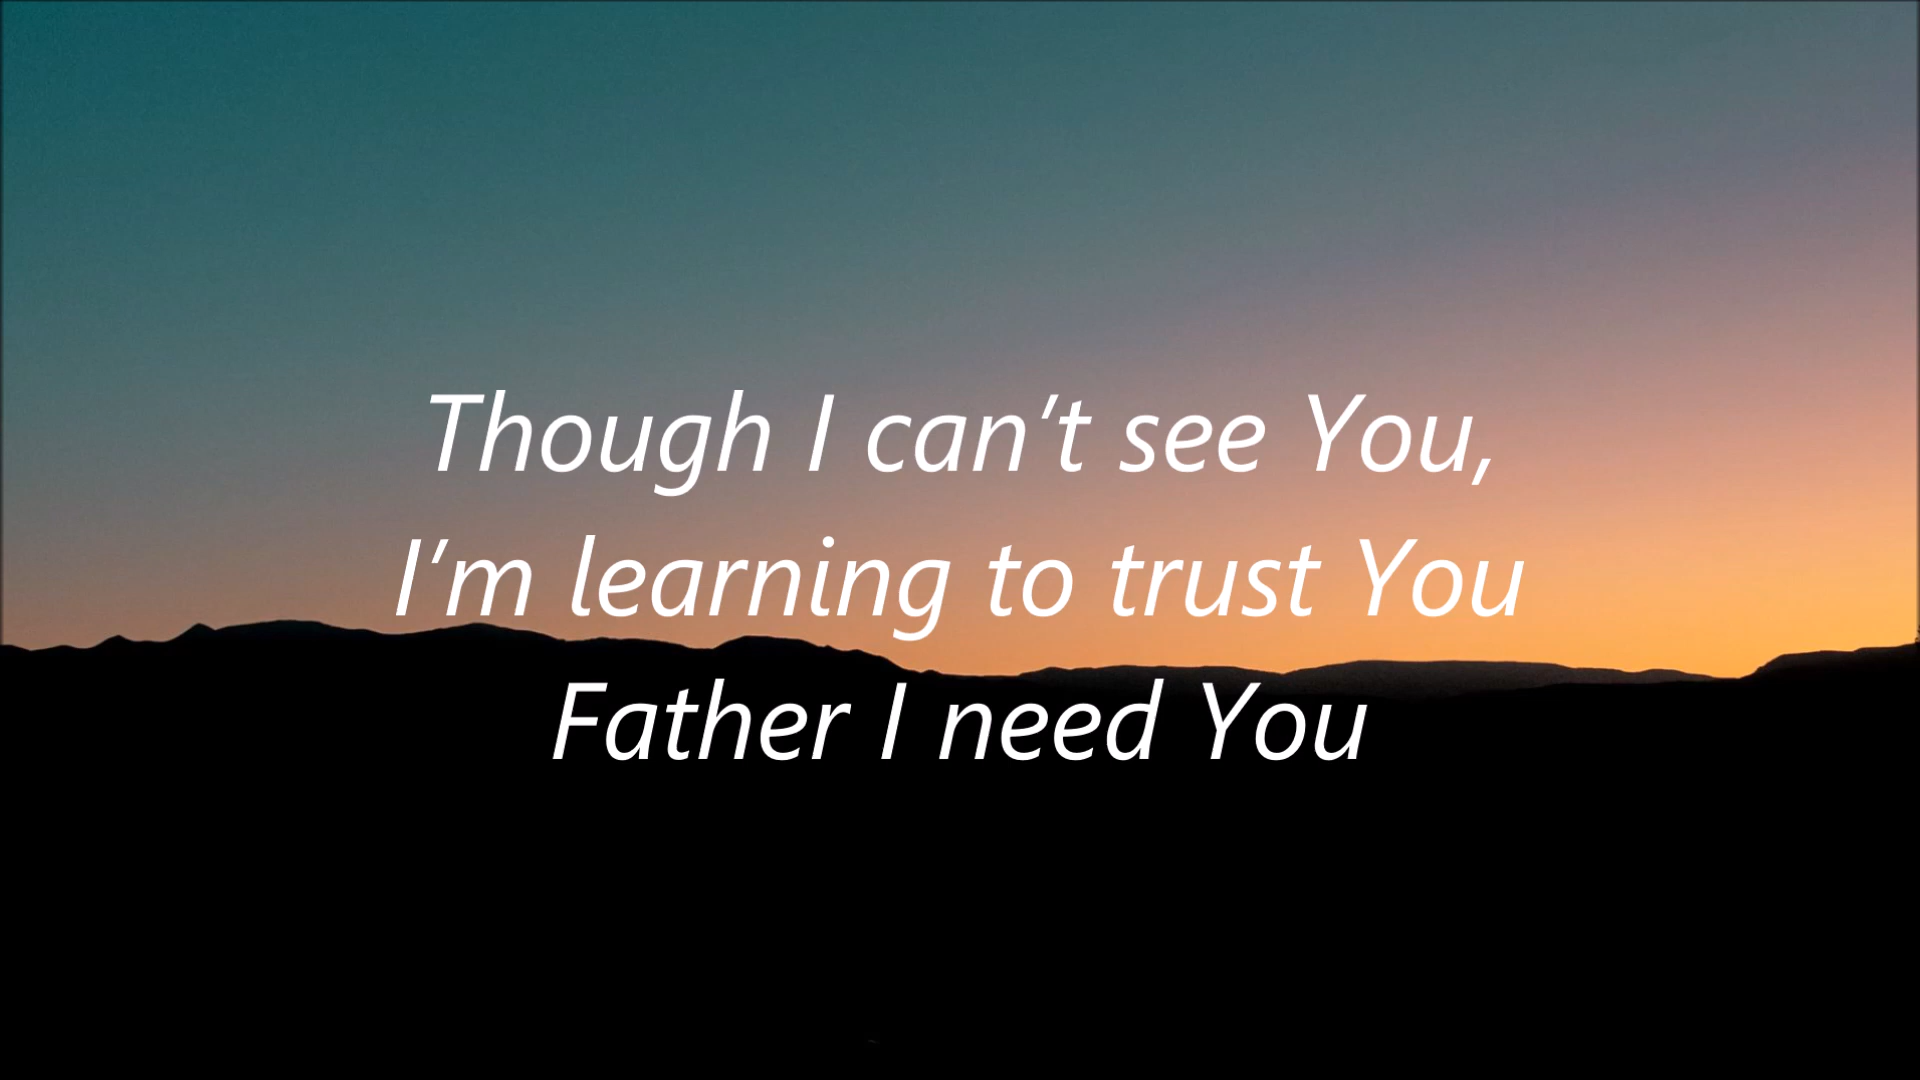 Though I can’t see You,
I’m learning to trust You
Father I need You